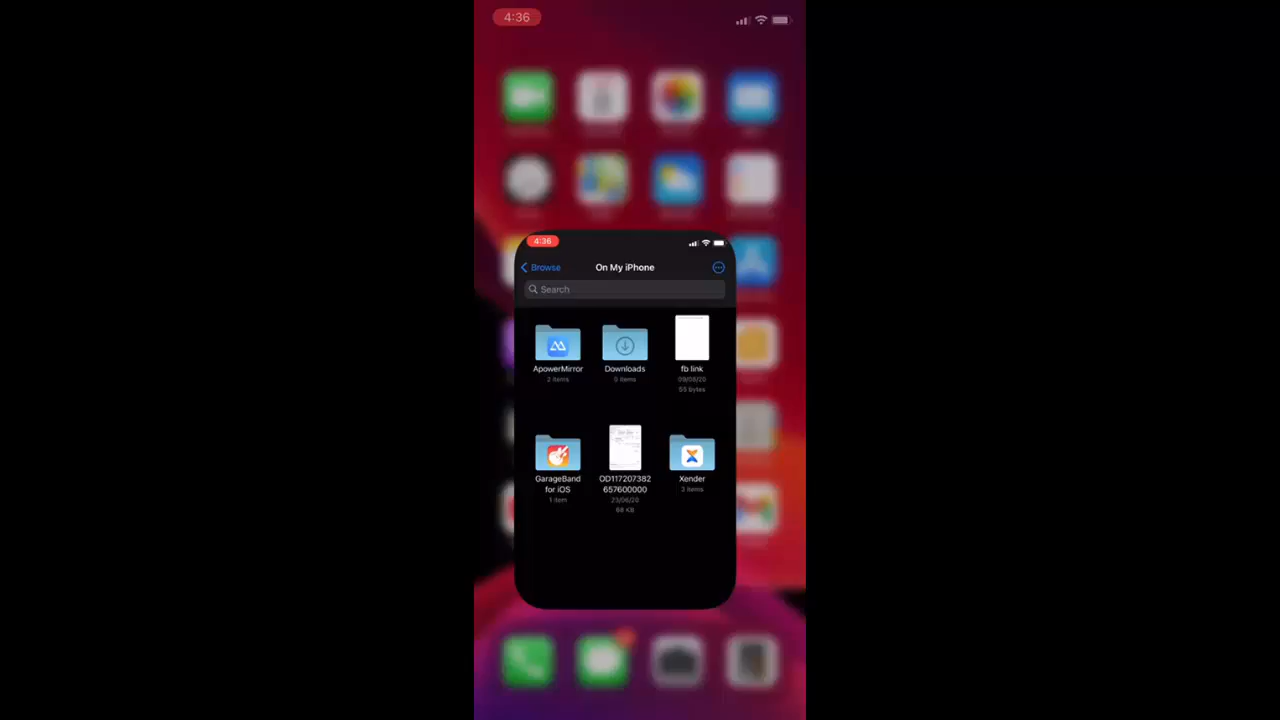 4:36
4:36
Browse
On My iPhone
Search
ApowerMirror
2 items
Downloads
5 items
fb link
09/08/20
55 bytes
GarageBand
for iOS
1 item
OD117207382
657600000
23/06/20
68 KB
Xender
3 items